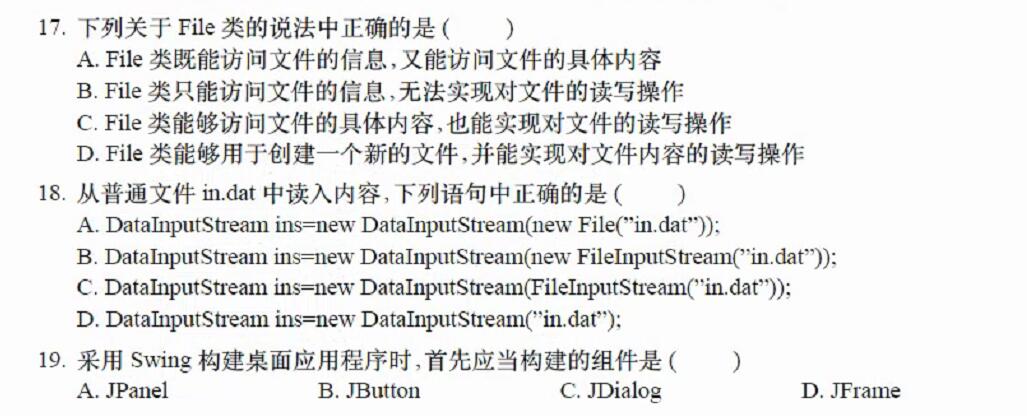 17. 下列关于 File 类的说法中正确的是 (    )
A. File 类既能访问文件的信息,又能访问文件的具体内容
B. File 类只能访问文件的信息,无法实现对文件的读写操作
C. File 类能够访问文件的具体内容,也能实现对文件的读写操作
D. File 类能够用于创建一个新的文件,并能实现对文件内容的读写操作
18. 从普通文件 in.dat 中读入内容,下列语句中正确的是 (    )
A. DataInputStream ins=new DataInputStream(new File(”in.dat”));
B. DataInputStream ins=new DataInputStream(new FileInputStream(”in.dat”));
C. DataInputStream ins=new DataInputStream(FileInputStream(”in.dat”));
D. DataInputStream ins=new DataInputStream(”in.dat”);
19. 采用 Swing 构建桌面应用程序时,首先应当构建的组件是 (    )
A. JPanel    B. JButton    C. JDialog    D. JFrame